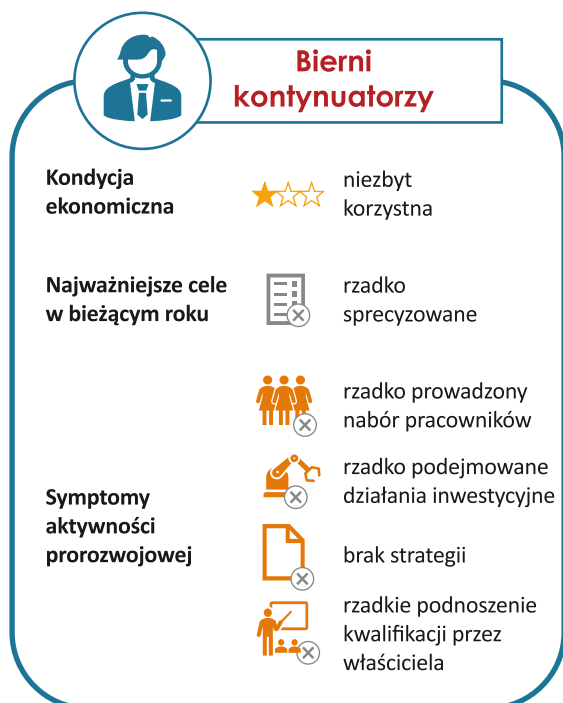 Bierni
kontynuatorzy
Kondycja
ekonomiczna
niezbyt
korzystna
Najważniejsze cele
w bieżącym roku
rzadko
sprecyzowane
Symptomy
aktywności
prorozwojowej
rzadko prowadzony
nabór pracowników
rzadko podejmowane
działania inwestycyjne
brak strategii
rzadkie podnoszenie
kwalifikacji przez
właściciela